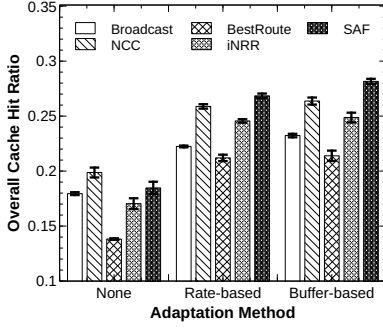 0.35
Broadcast BestRoute SAF
NCC iNRR
0.3
0.25
0.2
0.15
0.1
Overall Cache Hit Ratio
None Rate-based Buffer-based
Adaptation Method